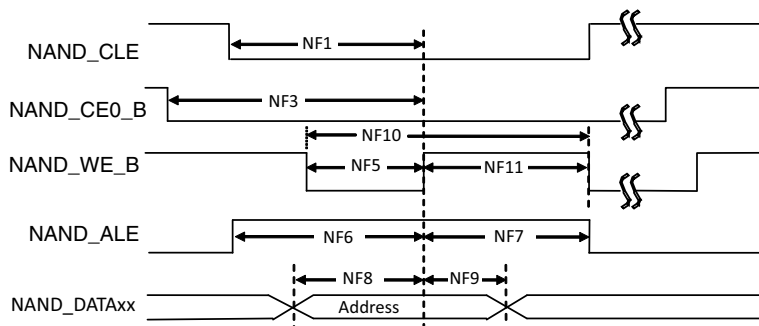 NAND_CLE
NF1
NAND_CE0_B
NF3
NF10
NAND_WE_B
NF5
NF11
NAND_ALE
NF6
NF7
NF8
NF9
NAND_DATAxx
Address